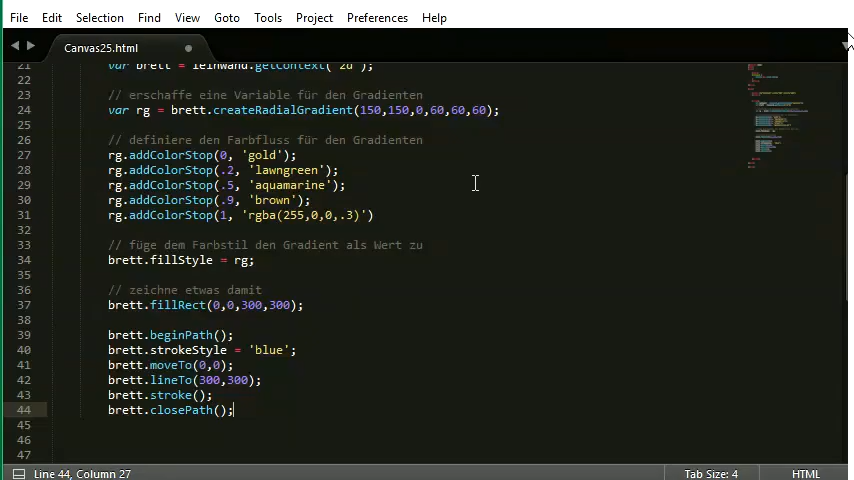 File Edit Selection Find View Goto Tools Project Preferences Help
Canvas25.html
21 var brett = leinwand.getContext('2d');
22
23 // erschaffe eine Variable für den Gradienten
24 var rg = brett.createRadialGradient(150,150,0,60,60,60);
25
26 // definiere den Farbfluss für den Gradienten
27 rg.addColorStop(0, 'gold');
28 rg.addColorStop(.2, 'lawngreen');
29 rg.addColorStop(.5, 'aquamarine');
30 rg.addColorStop(.9, 'brown');
31 rg.addColorStop(1, 'rgba(255,0,0,.3)')
32
33 // füge dem Farbstil den Gradient als Wert zu
34 brett.fillStyle = rg;
35
36 // zeichne etwas damit
37 brett.fillRect(0,0,300,300);
38
39 brett.beginPath();
40 brett.strokeStyle = 'blue';
41 brett.moveTo(0,0);
42 brett.lineTo(300,300);
43 brett.stroke();
44 brett.closePath();
45
46
47
Line 44, Column 27 Tab Size: 4 HTML